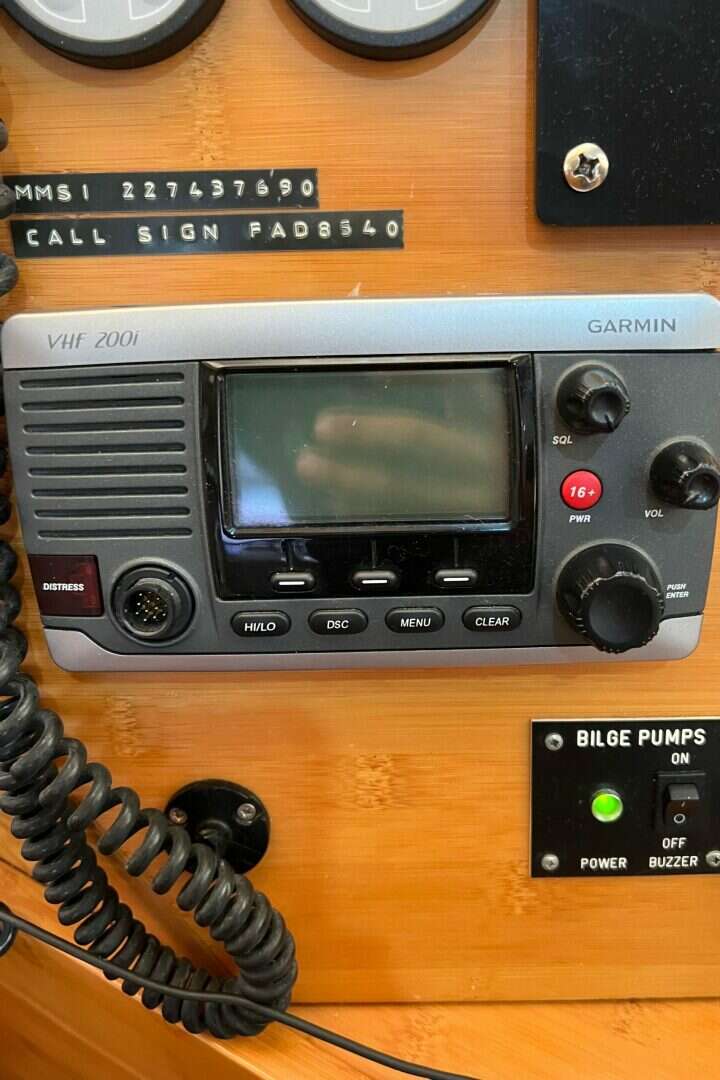 MMSI 227437690
CALL SIGN FAD8540
VHF 200i
GARMIN
SQL
16+
PWR
VOL
DISTRESS
PUSH
ENTER
HI/LO
DSC
MENU
CLEAR
BILGE PUMPS
ON
OFF
POWER
BUZZER